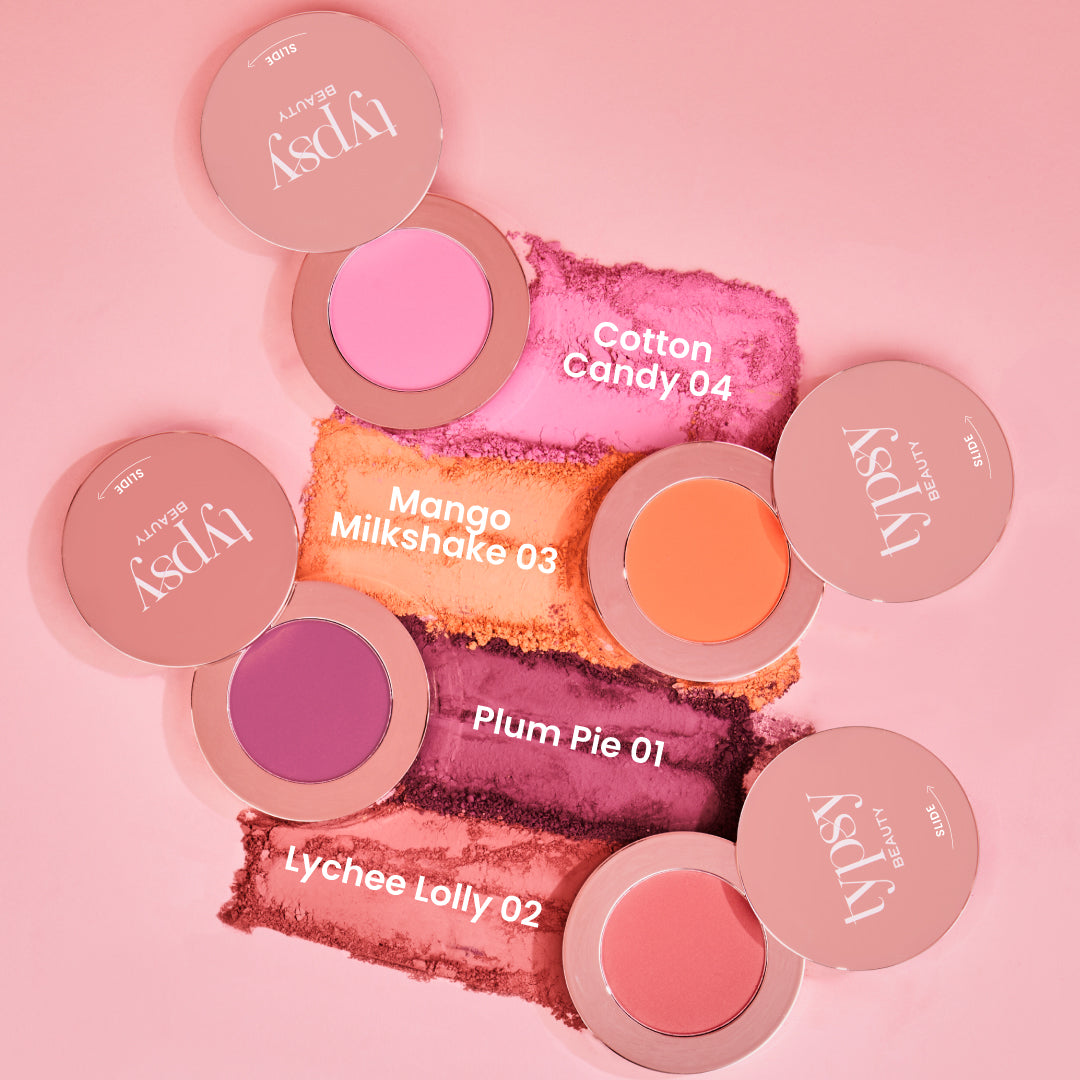 SLIDE
typsy
BEAUTY
Cotton
Candy 04
SLIDE
typsy
BEAUTY
Mango
Milkshake 03
SLIDE
typsy
BEAUTY
Plum Pie 01
SLIDE
typsy
BEAUTY
Lychee Lolly 02